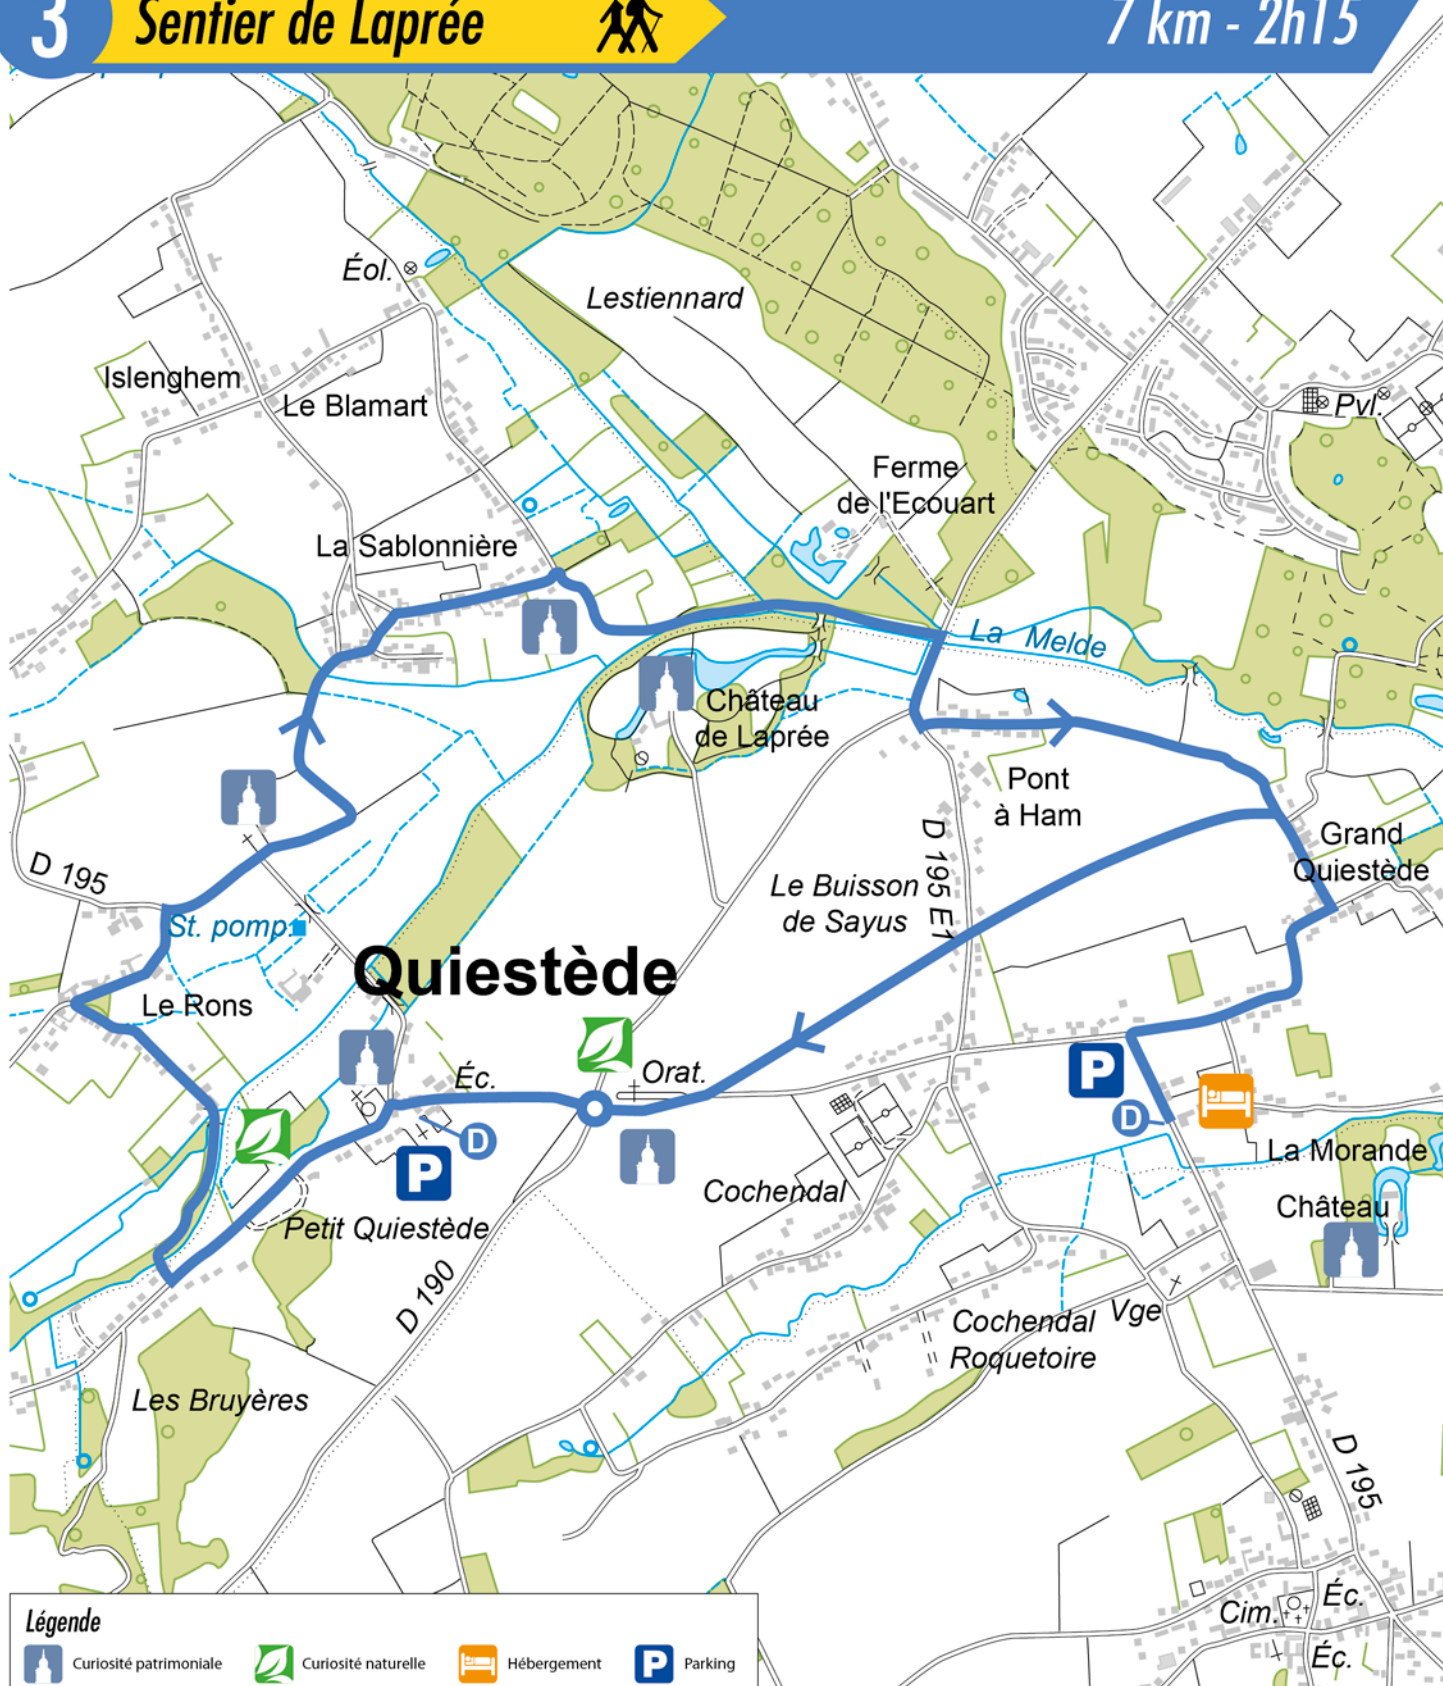 3
Sentier de Laprée
7 km - 2h15
Éol.
Lestiennard
Islenghem
Le Blamart
Pvl.
Ferme
de l'Ecouart
La Sablonnière
La Melde
Château
de Laprée
Pont
à Ham
Grand
Quiestède
D 195
D 195 E1
Le Buisson
de Sayus
St. pomp.
Quiestède
Le Rons
Éc.
Orat.
P
D
D
P
La Morande
Château
Cochendal
Petit Quiestède
D 190
Cochendal
Roquetoire
Vge
Les Bruyères
D 195
Cim.
Éc.
Éc.
Légende
Curiosité patrimoniale
Curiosité naturelle
Hébergement
P
Parking